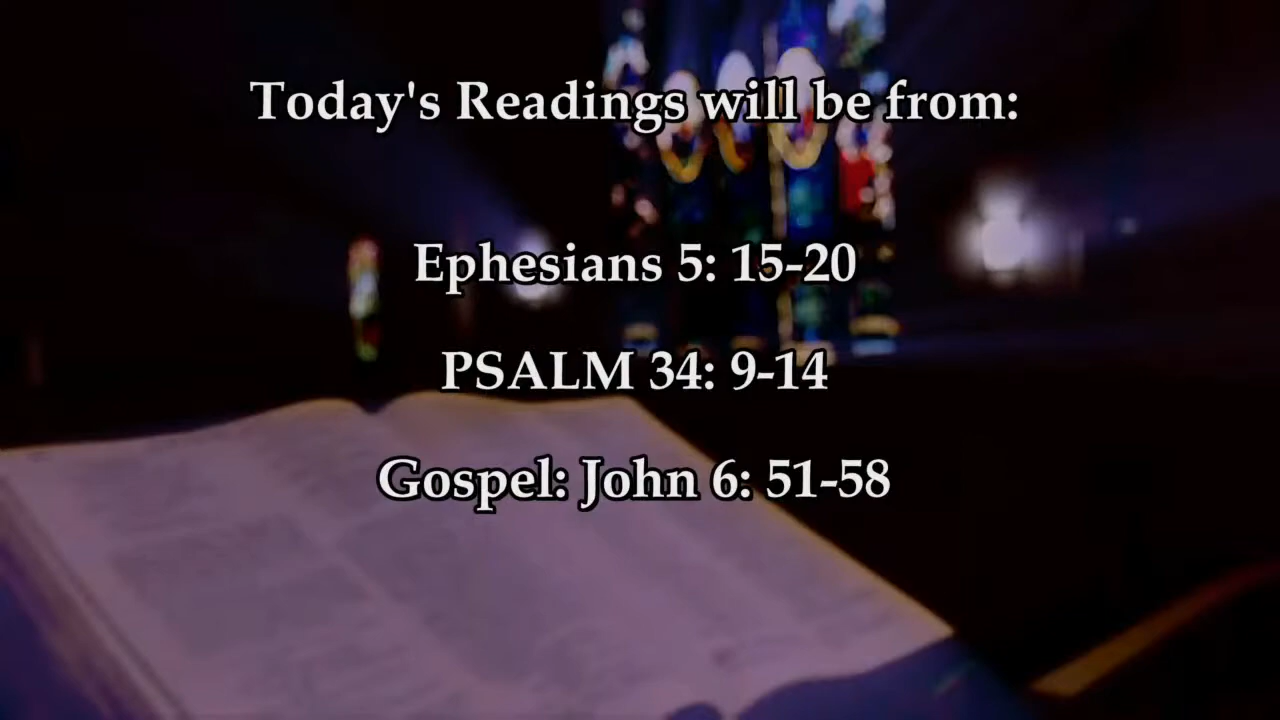 Today's Readings will be from:
Ephesians 5: 15-20
PSALM 34: 9-14
Gospel: John 6: 51-58